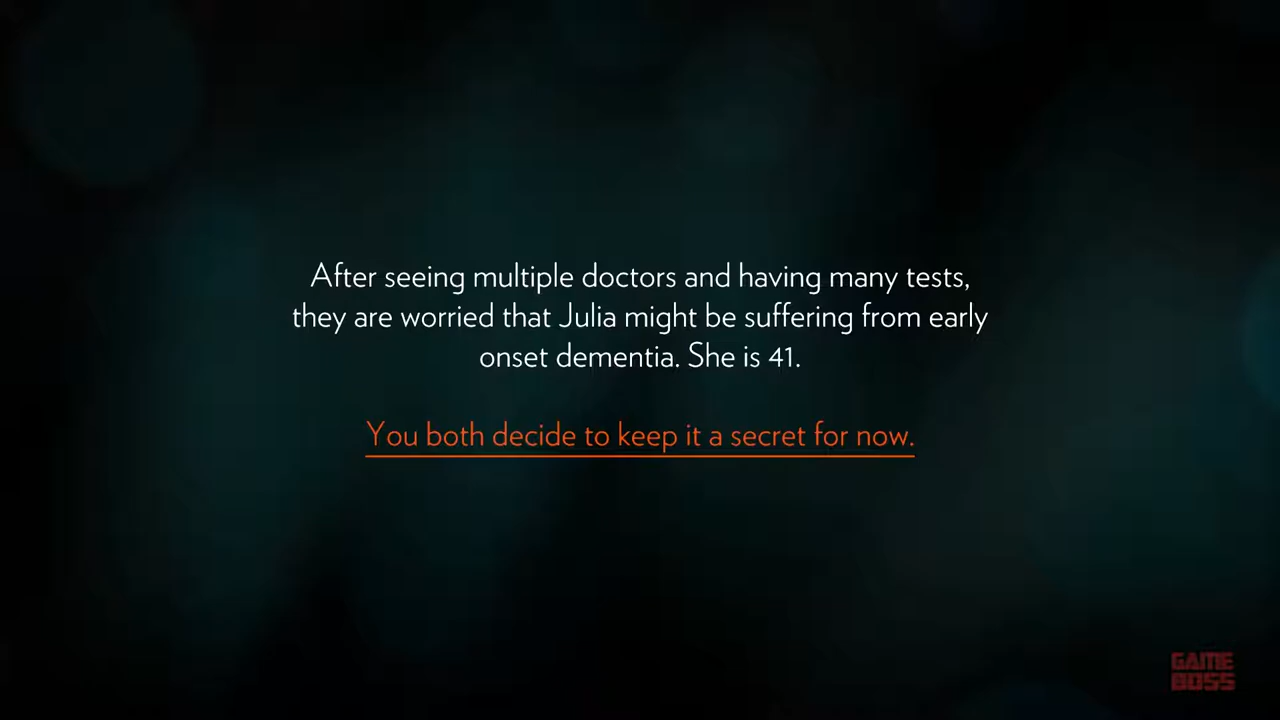 After seeing multiple doctors and having many tests,
they are worried that Julia might be suffering from early
onset dementia. She is 41.
You both decide to keep it a secret for now.
GAME
BOSS